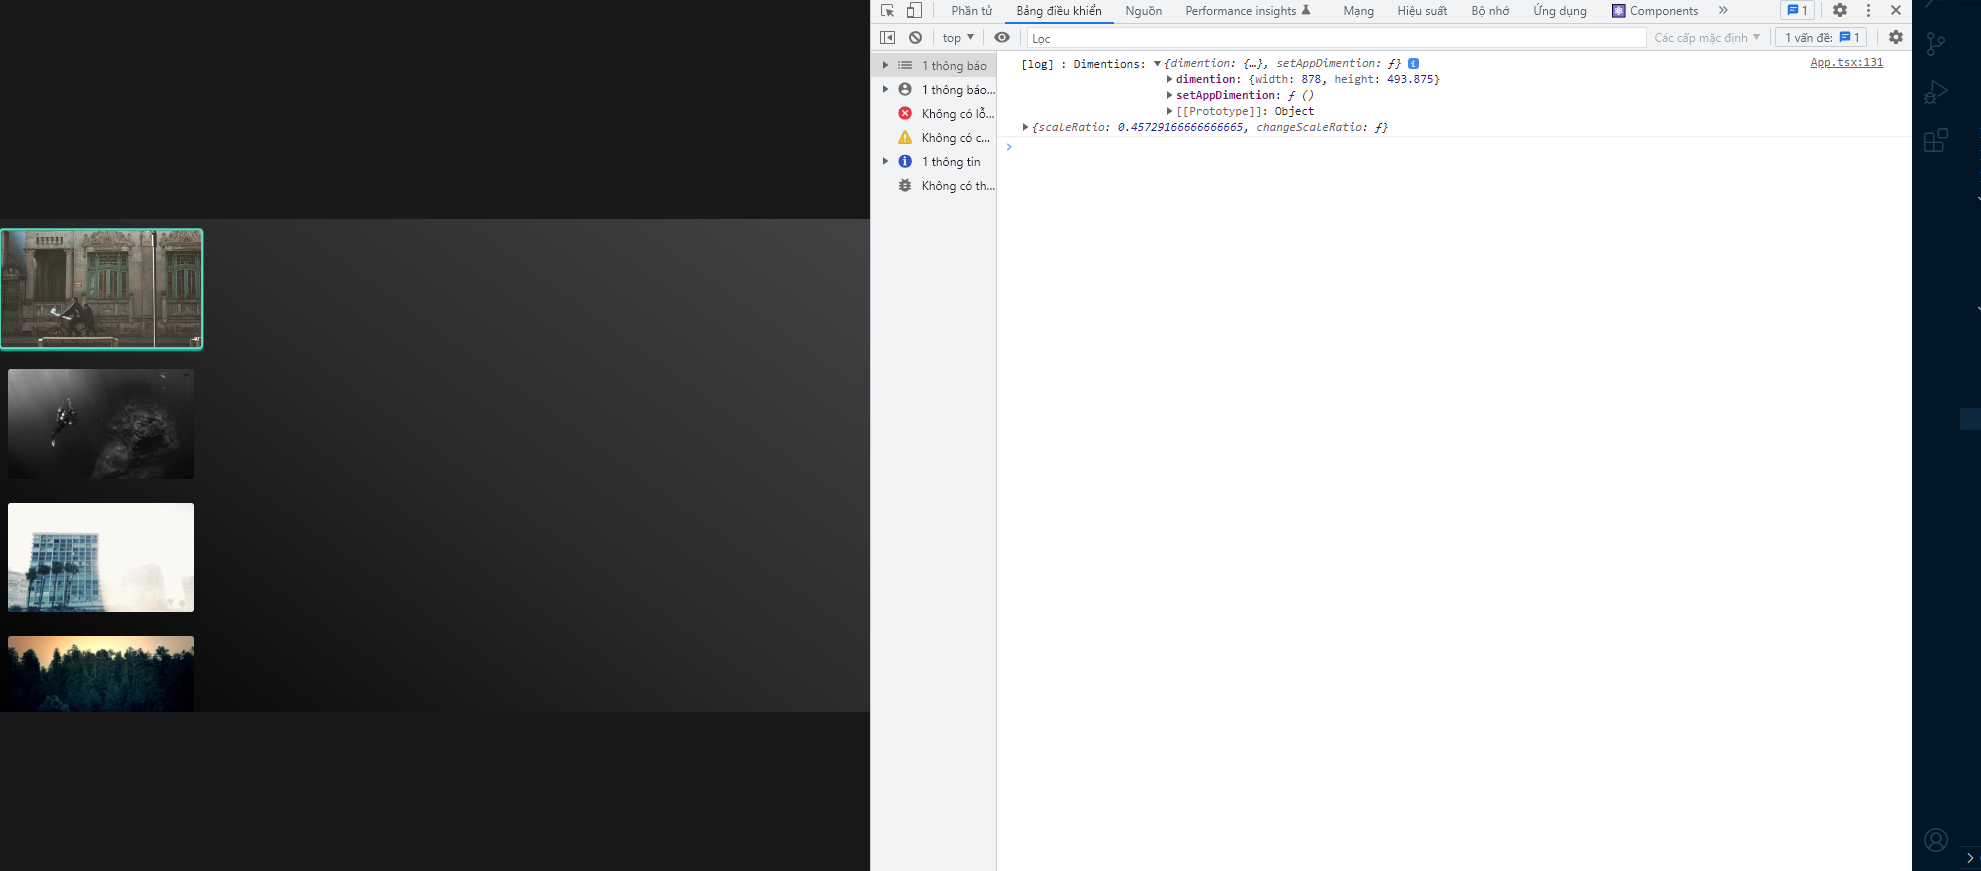 Phần tử Bảng điều khiển Nguồn Performance insights Mạng Hiệu suất Bộ nhớ Ứng dụng Components » 1
top Lọc Các cấp mặc định 1 vấn đề: 1
1 thông báo
1 thông báo...
Không có lỗ...
Không có c...
1 thông tin
Không có th...
[log] : Dimentions: {dimention: {…}, setAppDimention: ƒ} App.tsx:131
dimention: {width: 878, height: 493.875}
setAppDimention: ƒ ()
[[Prototype]]: Object
{scaleRatio: 0.45729166666666665, changeScaleRatio: ƒ}